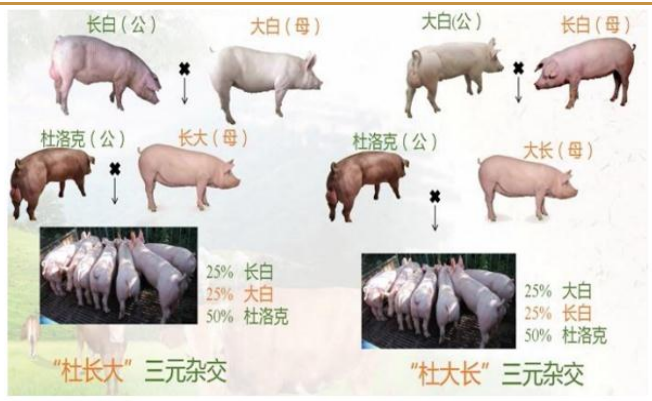 长白（公）
大白（母）
杜洛克（公）
长大（母）
25% 长白
25% 大白
50% 杜洛克
“杜长大”三元杂交
大白(公）
长白（母）
杜洛克（公）
大长（母）
25% 大白
25% 长白
50% 杜洛克
“杜大长”三元杂交